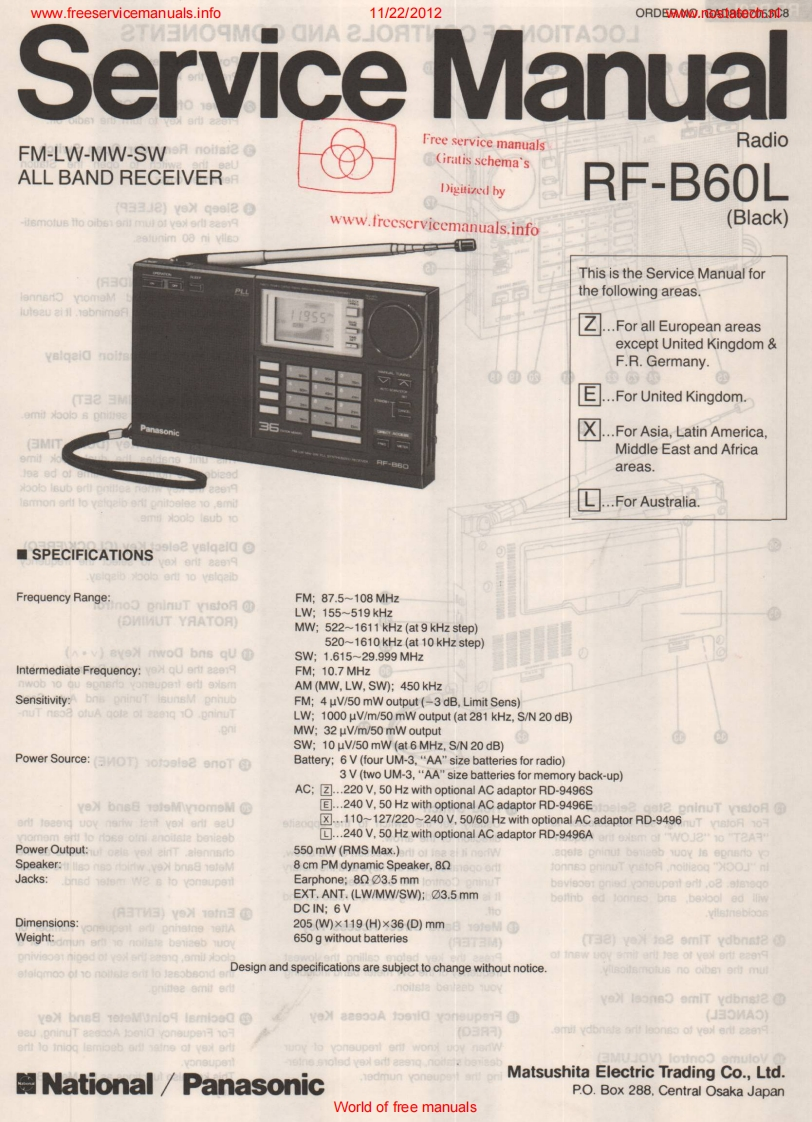 www.freeservicemanuals.info
11/22/2012
www.nostatech.nl
ORDER NO.
Service Manual
FM-LW-MW-SW
ALL BAND RECEIVER
Free service manuals
Gratis schema's
Digitized by
www.freeservicemanuals.info
Radio
RF-B60L
(Black)
This is the Service Manual for
the following areas.
Z...For all European areas
except United Kingdom &
F.R. Germany.
E...For United Kingdom.
X...For Asia, Latin America,
Middle East and Africa
areas.
L...For Australia.
PLL
11955
Panasonic
36
RF-B60
■ SPECIFICATIONS
Frequency Range: FM; 87.5~108 MHz
LW; 155~519 kHz
MW; 522~1611 kHz (at 9 kHz step)
520~1610 kHz (at 10 kHz step)
SW; 1.615~29.999 MHz
Intermediate Frequency: FM; 10.7 MHz
AM (MW, LW, SW); 450 kHz
Sensitivity: FM; 4 μV/50 mW output (−3 dB, Limit Sens)
LW; 1000 μV/m/50 mW output (at 281 kHz, S/N 20 dB)
MW; 32 μV/m/50 mW output
SW; 10 μV/50 mW (at 6 MHz, S/N 20 dB)
Power Source: Battery; 6 V (four UM-3, "AA" size batteries for radio)
3 V (two UM-3, "AA" size batteries for memory back-up)
AC; Z...220 V, 50 Hz with optional AC adaptor RD-9496S
E...240 V, 50 Hz with optional AC adaptor RD-9496E
X...110~127/220~240 V, 50/60 Hz with optional AC adaptor RD-9496
L...240 V, 50 Hz with optional AC adaptor RD-9496A
Power Output: 550 mW (RMS Max.)
Speaker: 8 cm PM dynamic Speaker, 8Ω
Jacks: Earphone; 8Ω Ø3.5 mm
EXT. ANT. (LW/MW/SW); Ø3.5 mm
DC IN; 6 V
Dimensions: 205 (W)×119 (H)×36 (D) mm
Weight: 650 g without batteries
Design and specifications are subject to change without notice.
National / Panasonic
Matsushita Electric Trading Co., Ltd.
P.O. Box 288, Central Osaka Japan
World of free manuals